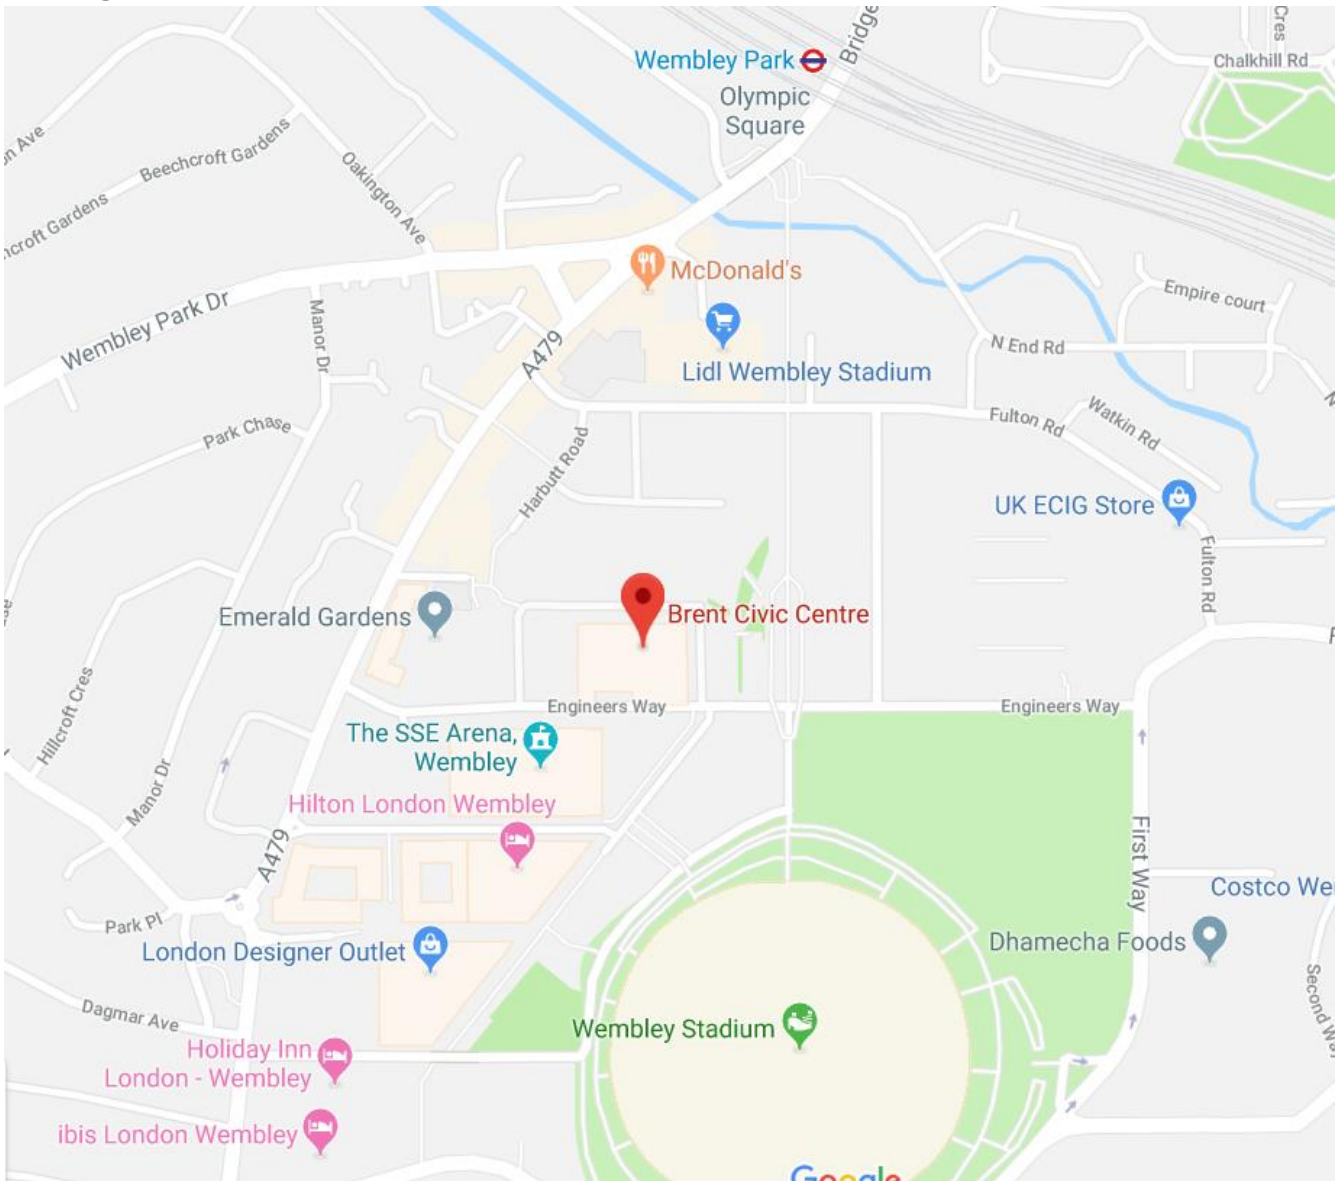 Wembley Park
Bridge
Olympic
Square
Cres
Chalkhill Rd
Beechcroft Gardens
Oakington Ave
Ave
Gardens
McDonald's
Empire court
Wembley Park Dr
Manor Dr
A479
Lidl Wembley Stadium
N End Rd
Park Chase
Harbutt Road
Fulton Rd
Watkin Rd
UK ECIG Store
Fulton Rd
Emerald Gardens
Brent Civic Centre
Hillcroft Cres
Engineers Way
Engineers Way
The SSE Arena,
Wembley
Manor Dr
Hilton London Wembley
A479
First Way
Costco
Park Pl
London Designer Outlet
Dhamecha Foods
Second
Dagmar Ave
Wembley Stadium
Holiday Inn
London - Wembley
ibis London Wembley
Google